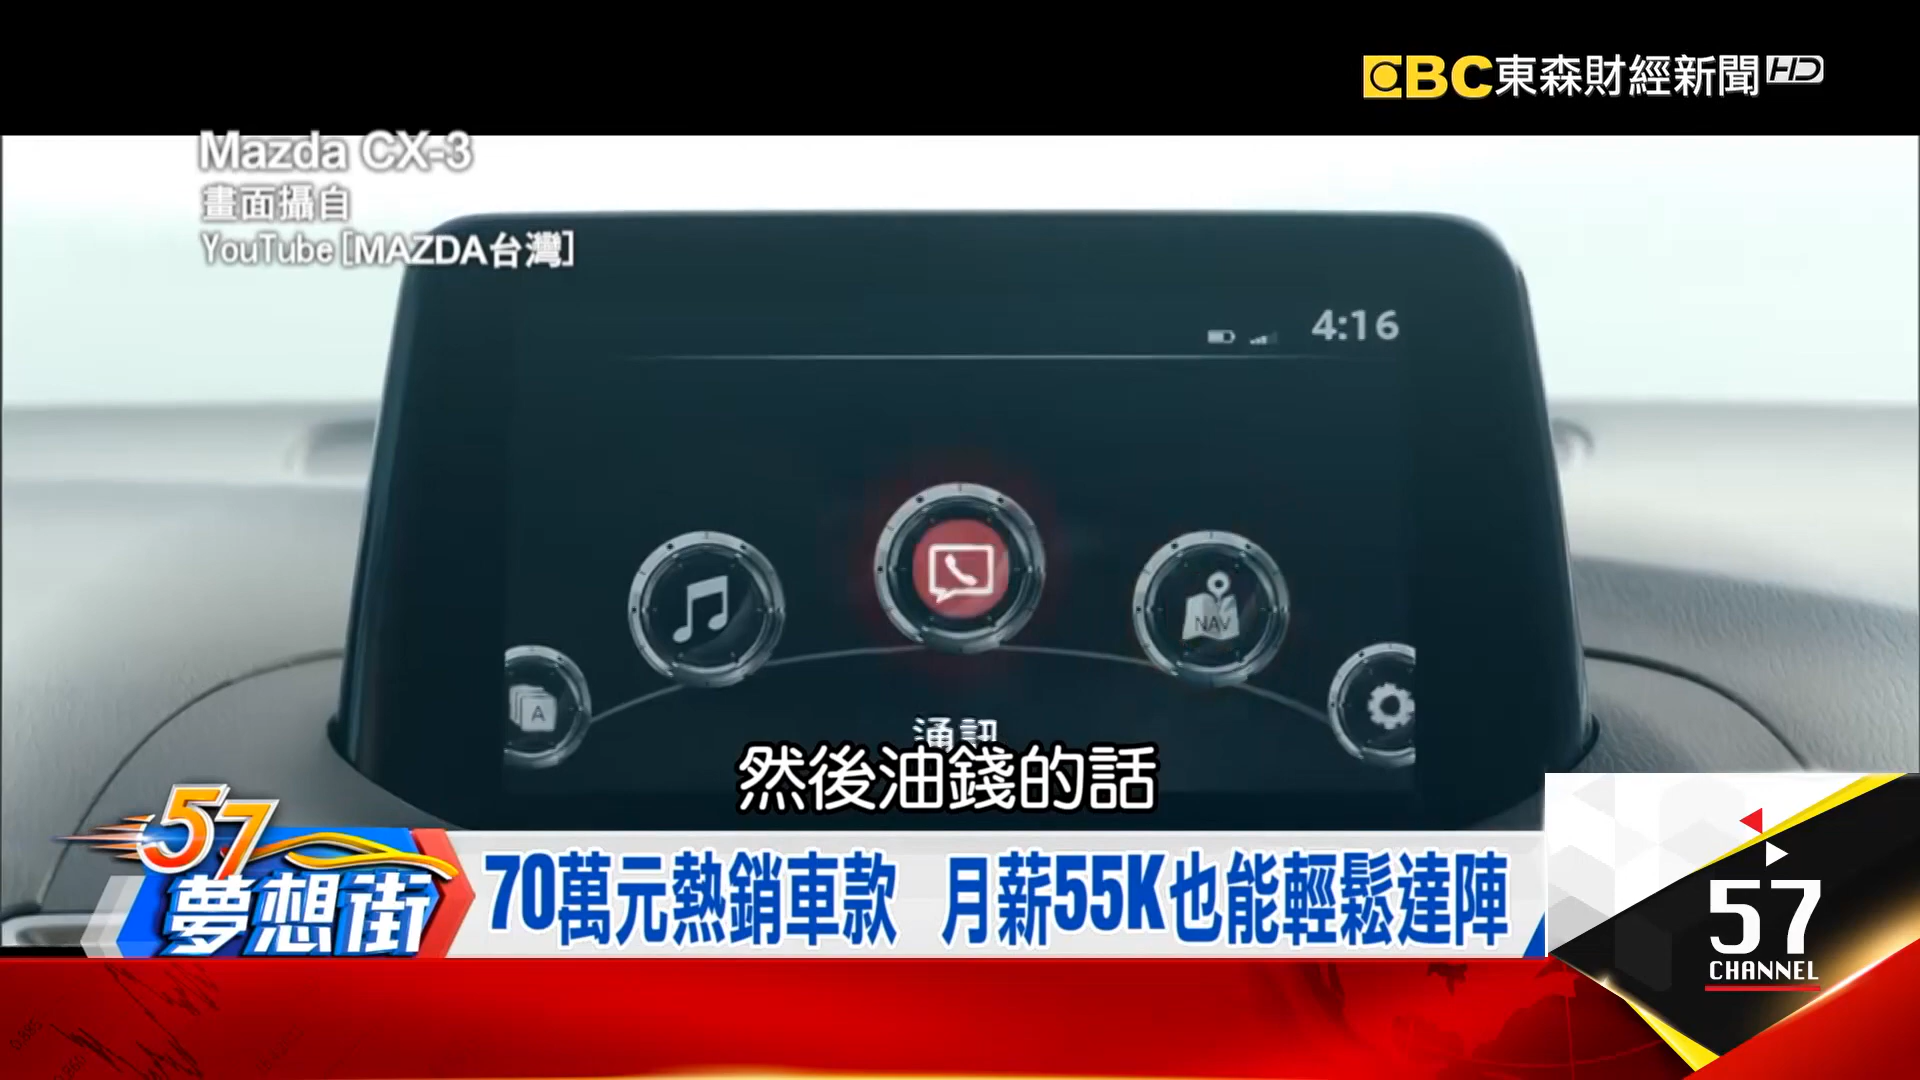 EBC東森財經新聞HD
Mazda CX-3
畫面攝自
YouTube [MAZDA台灣]
4:16
NAV
A
通訊
然後油錢的話
57夢想街
70萬元熱銷車款 月薪55K也能輕鬆達陣
57
CHANNEL